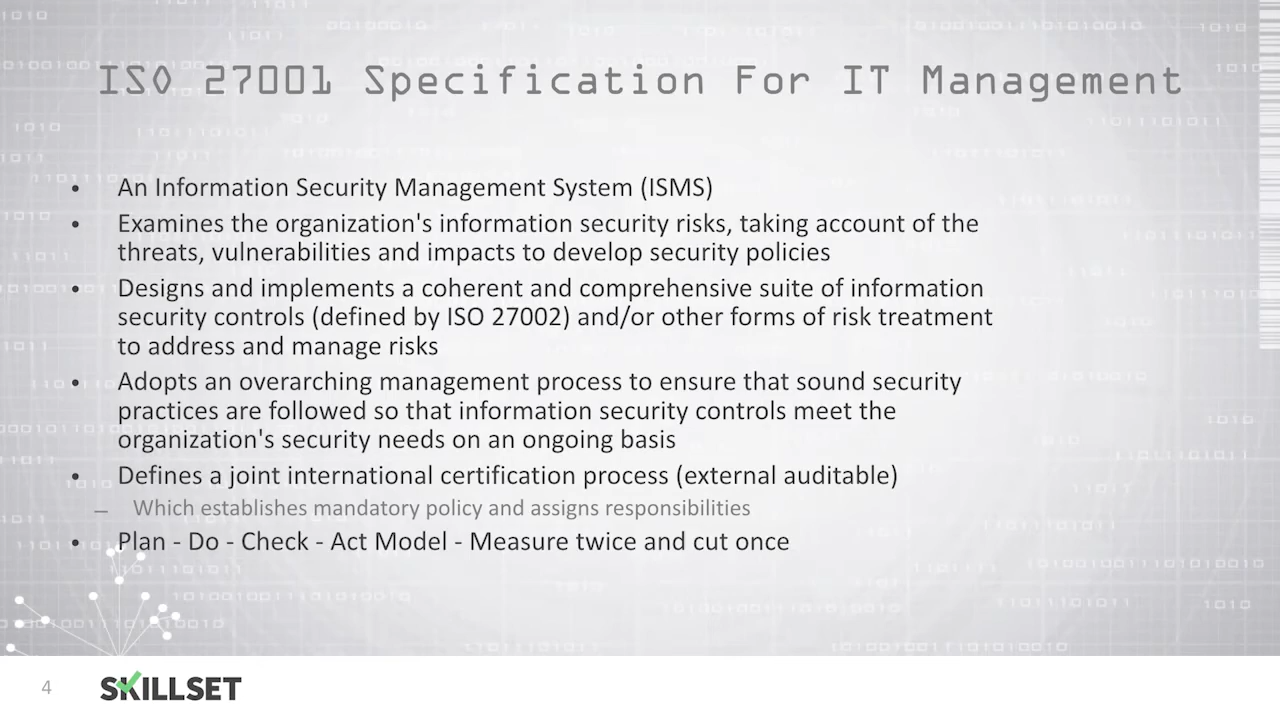 ISO 27001 Specification For IT Management
• An Information Security Management System (ISMS)
• Examines the organization's information security risks, taking account of the
threats, vulnerabilities and impacts to develop security policies
• Designs and implements a coherent and comprehensive suite of information
security controls (defined by ISO 27002) and/or other forms of risk treatment
to address and manage risks
• Adopts an overarching management process to ensure that sound security
practices are followed so that information security controls meet the
organization's security needs on an ongoing basis
• Defines a joint international certification process (external auditable)
– Which establishes mandatory policy and assigns responsibilities
• Plan - Do - Check - Act Model - Measure twice and cut once
4
SKILLSET